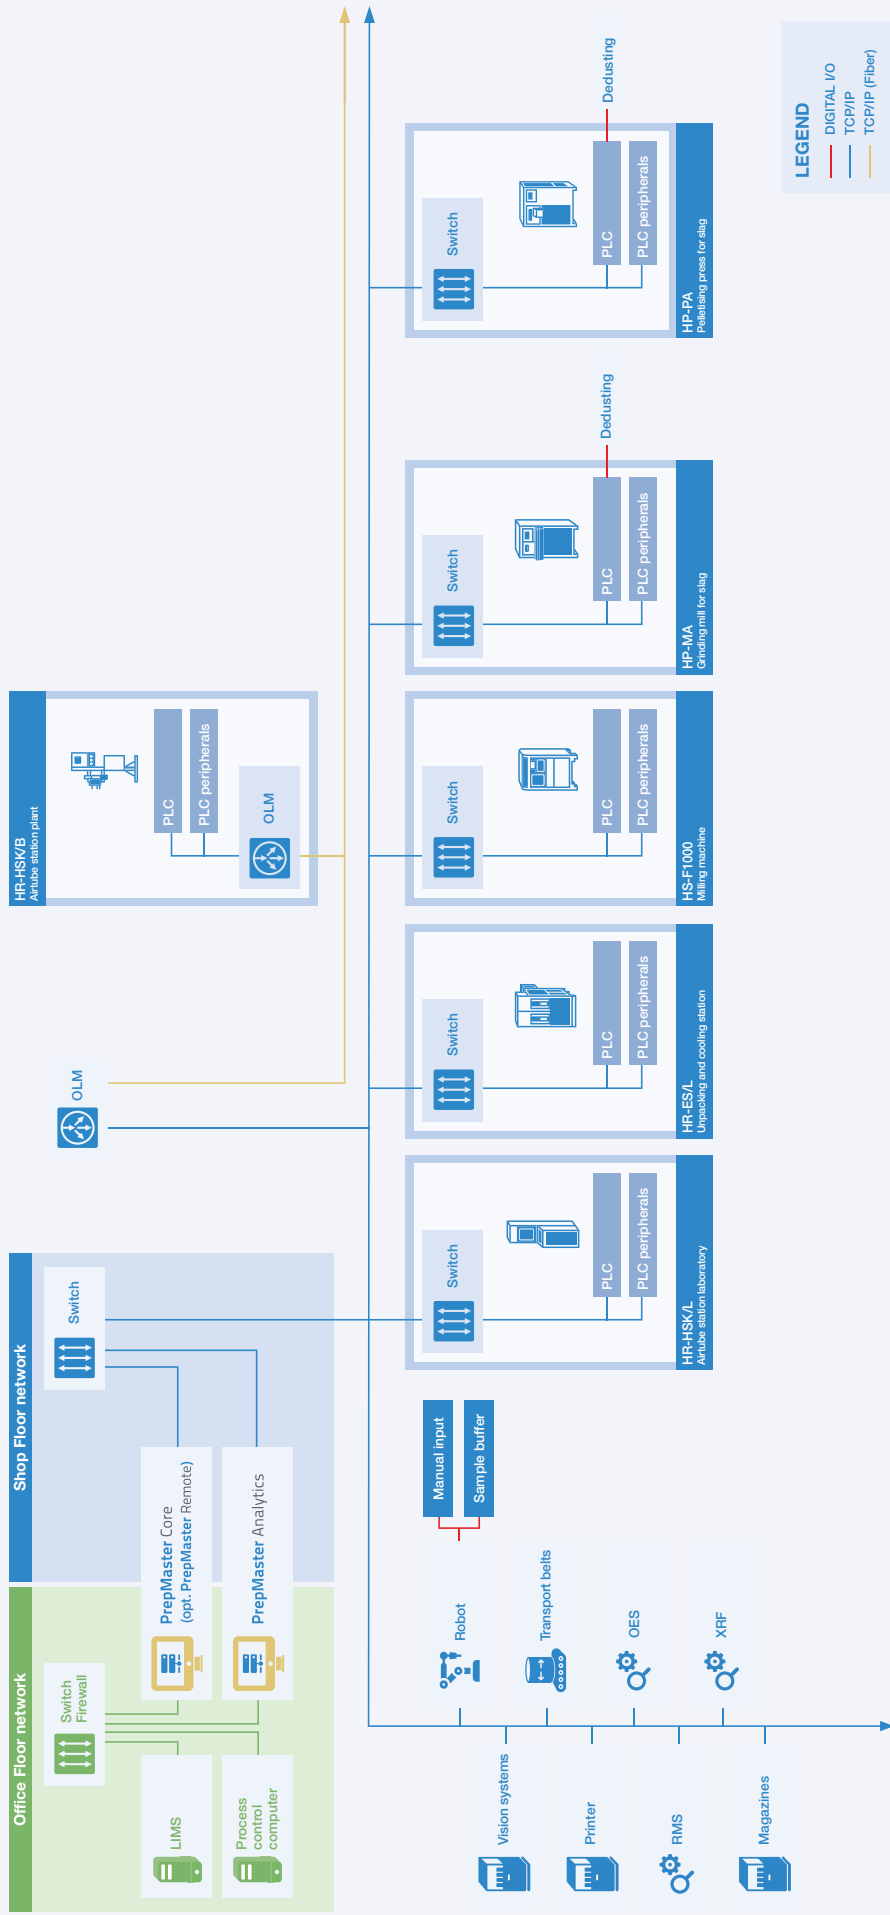 Office Floor network
Switch
Firewall
LIMS
Process
control
computer
Shop Floor network
Switch
PrepMaster Core
(opt. PrepMaster Remote)
PrepMaster Analytics
OLM
HR-HSK/B
Airtube station plant
PLC
PLC peripherals
OLM
Manual input
Sample buffer
Robot
Transport belts
OES
XRF
Vision systems
Printer
RMS
Magazines
Switch
PLC
PLC peripherals
HR-HSK/L
Airtube station laboratory
Switch
PLC
PLC peripherals
HR-ES/L
Unpacking and cooling station
Switch
PLC
PLC peripherals
HS-F1000
Milling machine
Switch
Dedusting
PLC
PLC peripherals
HP-MA
Grinding mill for slag
Switch
Dedusting
PLC
PLC peripherals
HP-PA
Pelletising press for slag
LEGEND
DIGITAL I/O
TCP/IP
TCP/IP (Fiber)